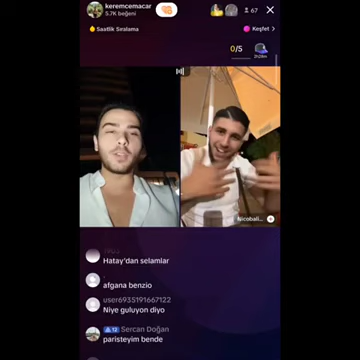 keremcemacar
5.7K beğeni
67
Saatlik Sıralama
Keşfet
0/5
Nicobali...
Hatay'dan selamlar
afgana benzio
user6935191667122
Niye guluyon diyo
12 Sercan Doğan
paristeyim bende